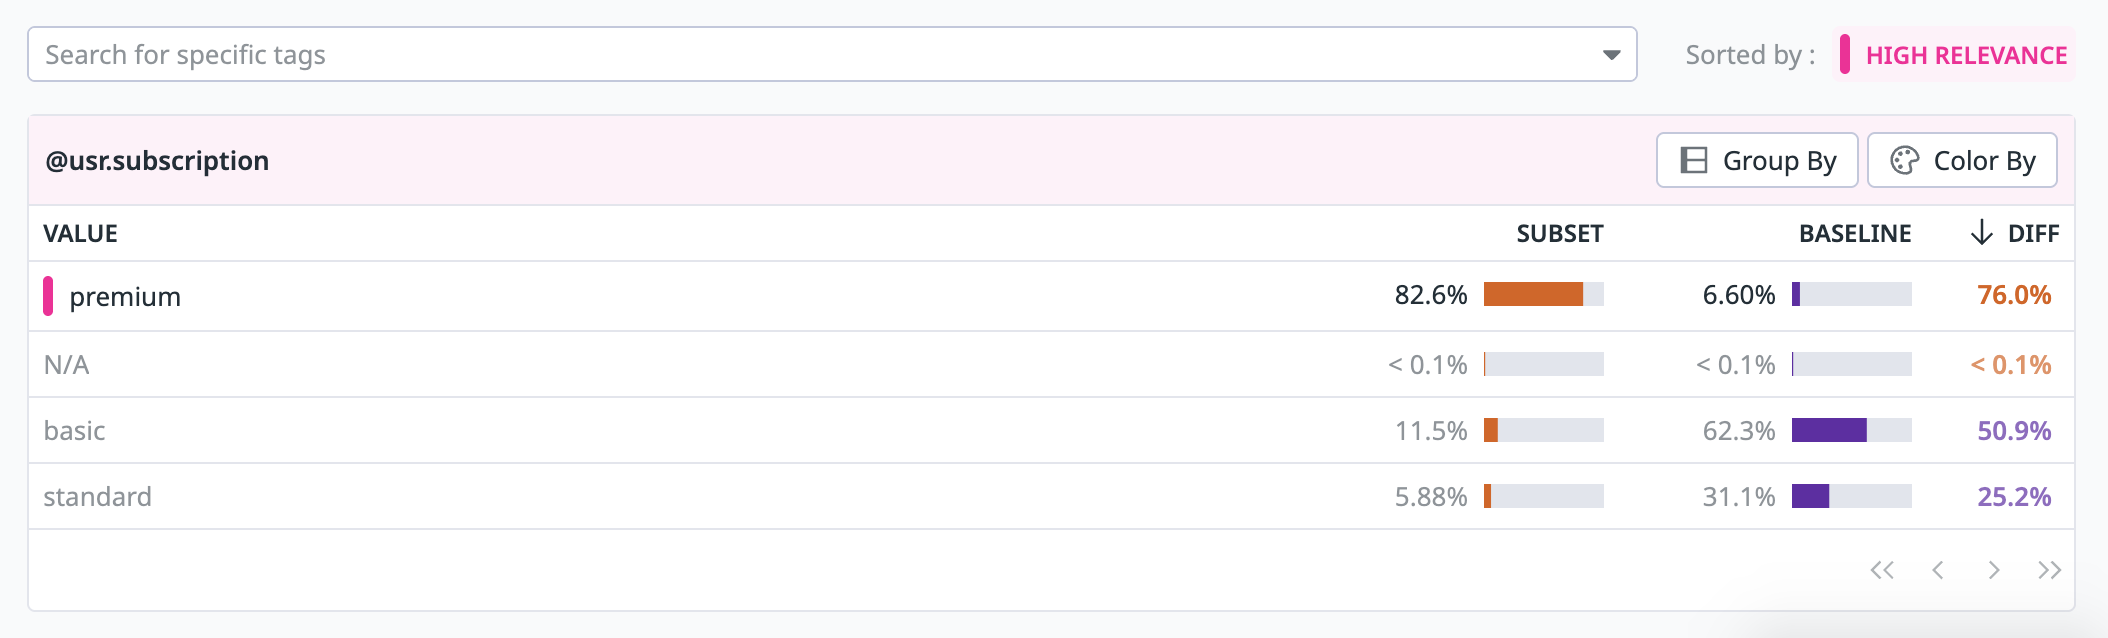 Search for specific tags
Sorted by : HIGH RELEVANCE
@usr.subscription Group By Color By
VALUE SUBSET BASELINE ↓ DIFF
premium 82.6% 6.60% 76.0%
N/A < 0.1% < 0.1% < 0.1%
basic 11.5% 62.3% 50.9%
standard 5.88% 31.1% 25.2%